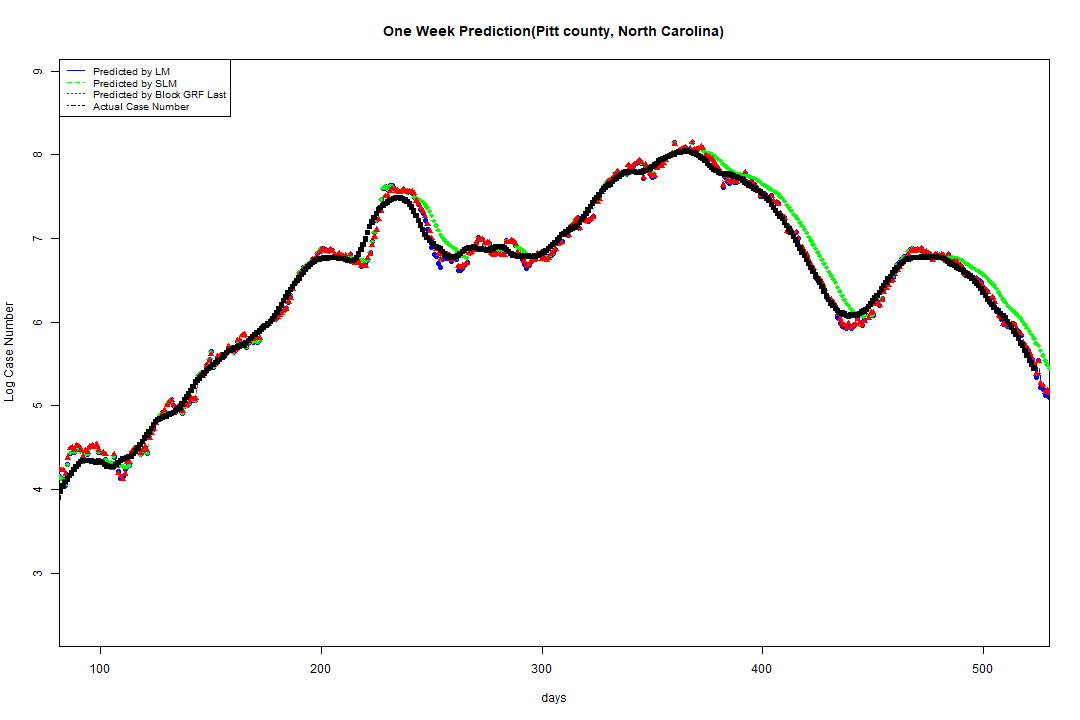 One Week Prediction(Pitt county, North Carolina)
Predicted by LM
Predicted by SLM
Predicted by Block GRF Last
Actual Case Number
9
8
7
6
5
4
3
Log Case Number
100 200 300 400 500
days